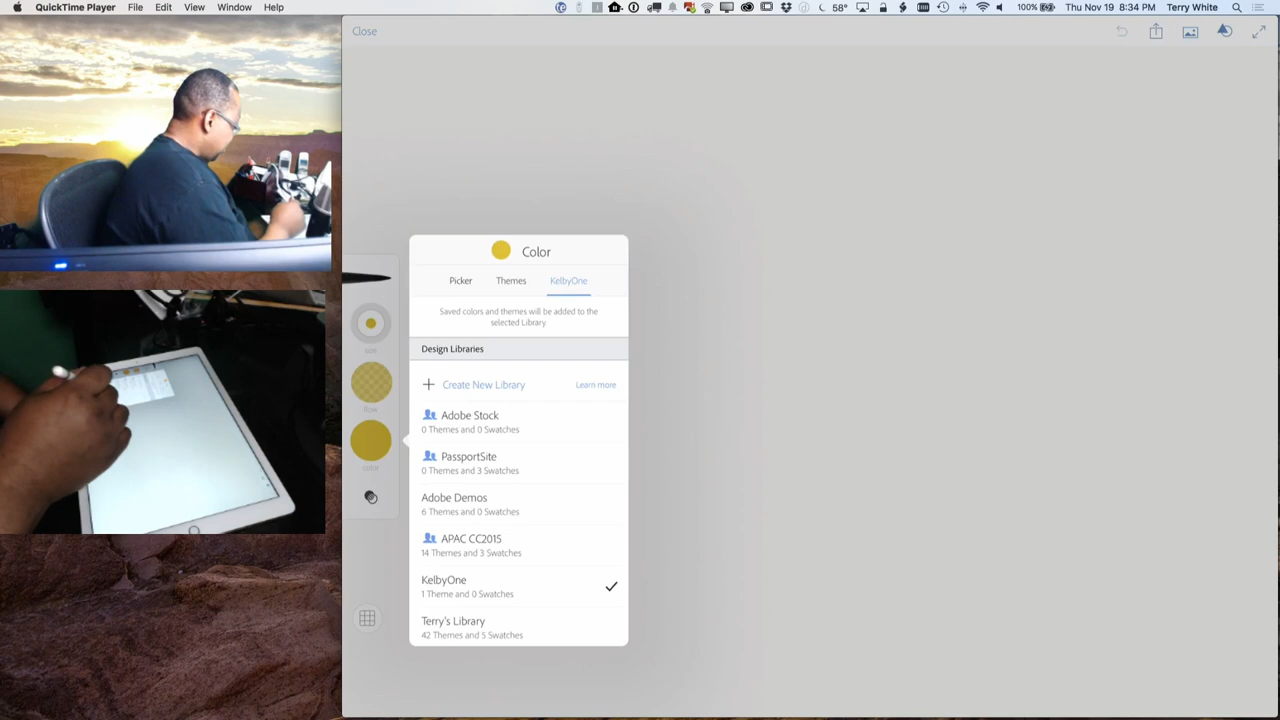 QuickTime Player File Edit View Window Help 58° 100% Thu Nov 19 8:34 PM Terry White
Close
Color
Picker Themes KelbyOne
Saved colors and themes will be added to the
selected Library
Design Libraries
Create New Library Learn more
Adobe Stock
0 Themes and 0 Swatches
PassportSite
0 Themes and 3 Swatches
Adobe Demos
6 Themes and 0 Swatches
APAC CC2015
14 Themes and 3 Swatches
KelbyOne
1 Theme and 0 Swatches
Terry's Library
42 Themes and 5 Swatches
size
flow
color